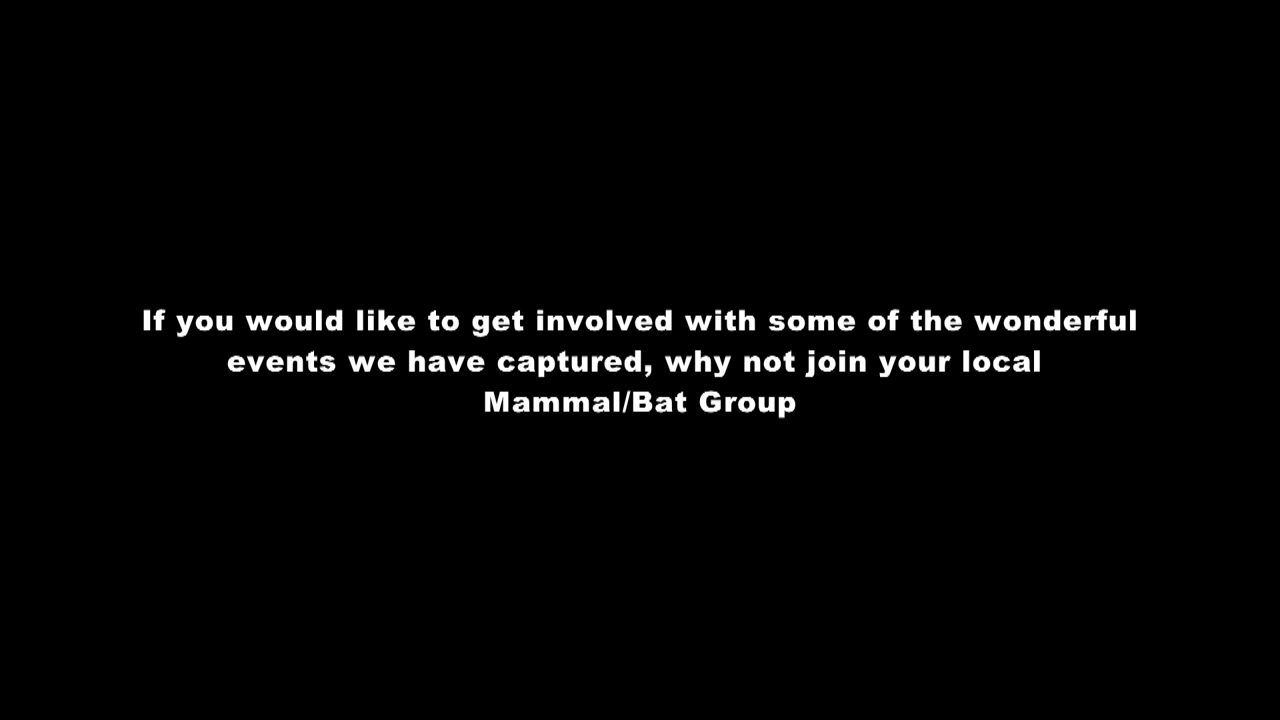 If you would like to get involved with some of the wonderful
events we have captured, why not join your local
Mammal/Bat Group